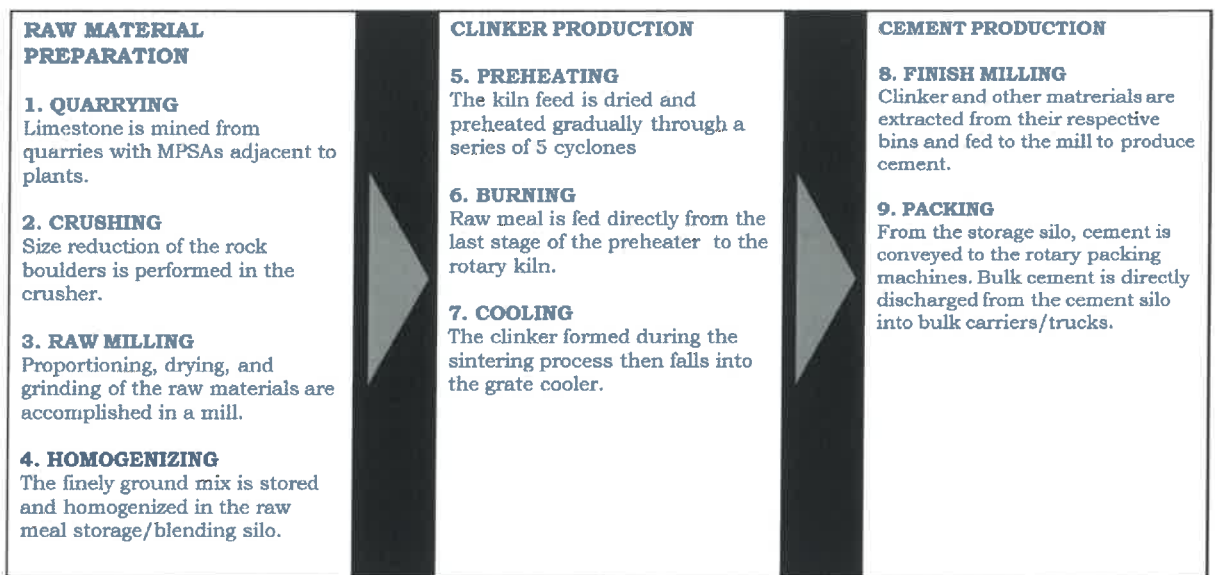 RAW MATERIAL
PREPARATION
1. QUARRYING
Limestone is mined from
quarries with MPSAs adjacent to
plants.
2. CRUSHING
Size reduction of the rock
boulders is performed in the
crusher.
3. RAW MILLING
Proportioning, drying, and
grinding of the raw materials are
accomplished in a mill.
4. HOMOGENIZING
The finely ground mix is stored
and homogenized in the raw
meal storage/blending silo.
CLINKER PRODUCTION
5. PREHEATING
The kiln feed is dried and
preheated gradually through a
series of 5 cyclones
6. BURNING
Raw meal is fed directly from the
last stage of the preheater to the
rotary kiln.
7. COOLING
The clinker formed during the
sintering process then falls into
the grate cooler.
CEMENT PRODUCTION
8. FINISH MILLING
Clinker and other matrerials are
extracted from their respective
bins and fed to the mill to produce
cement.
9. PACKING
From the storage silo, cement is
conveyed to the rotary packing
machines. Bulk cement is directly
discharged from the cement silo
into bulk carriers/trucks.